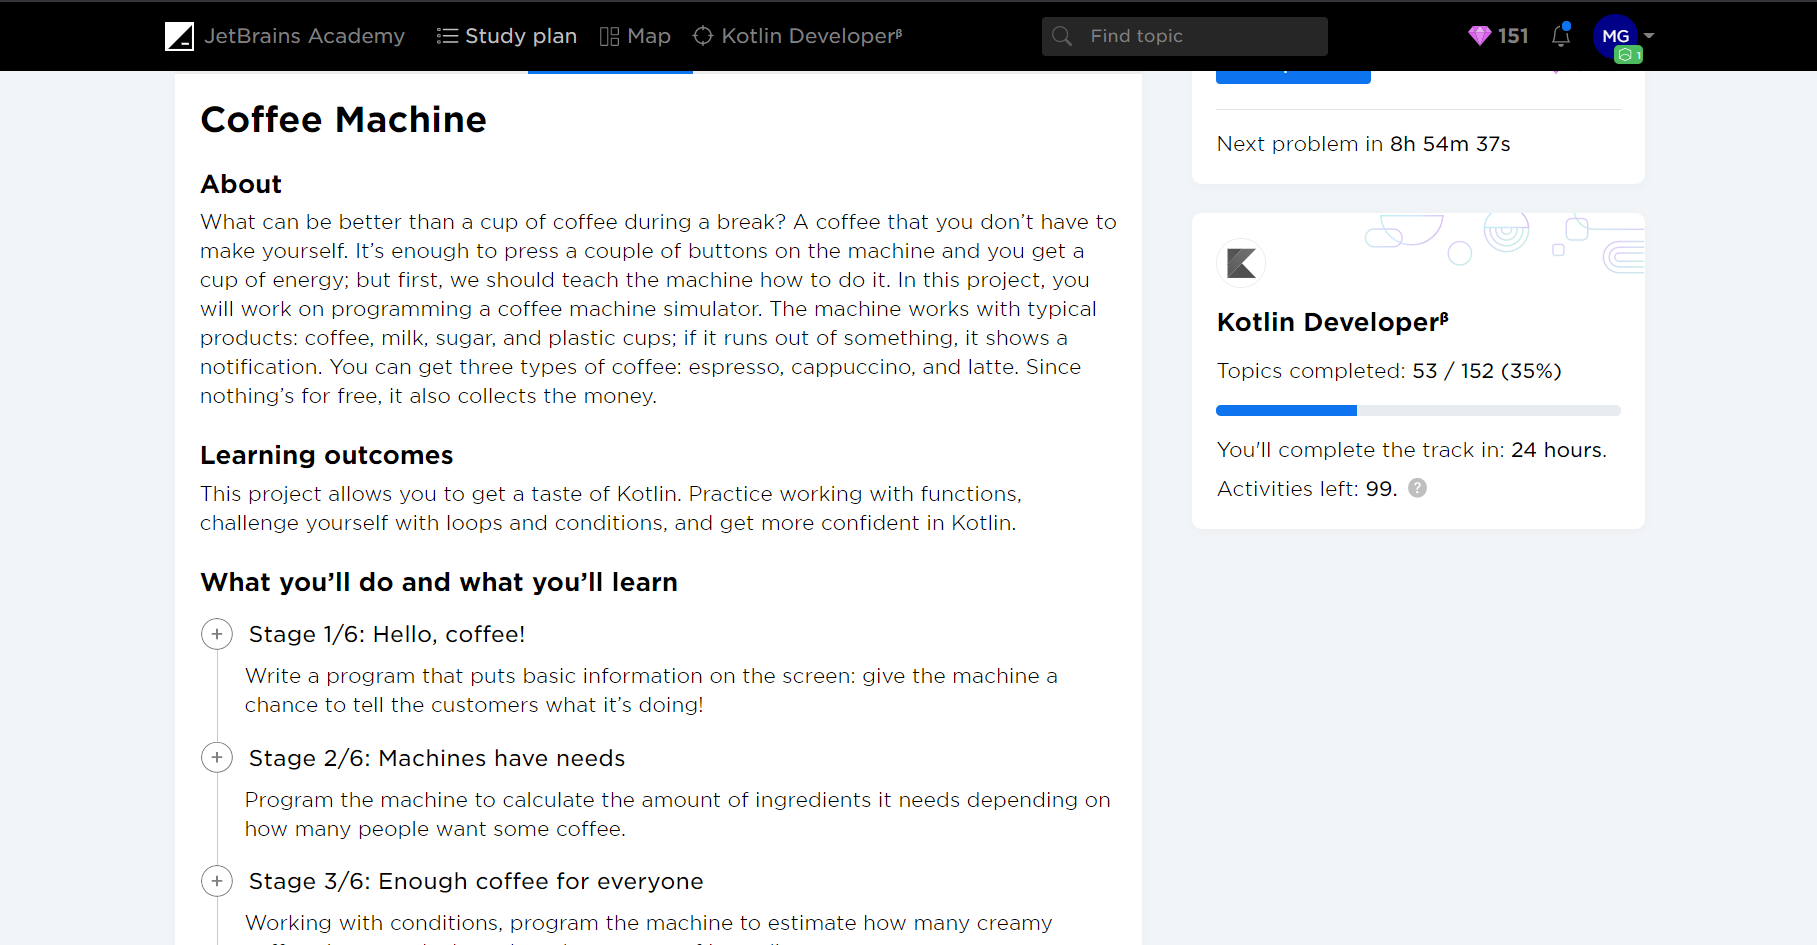 JetBrains Academy
Study plan
Map
Kotlin Developerᵝ
Find topic
151
MG
1
Coffee Machine
About
What can be better than a cup of coffee during a break? A coffee that you don’t have to
make yourself. It’s enough to press a couple of buttons on the machine and you get a
cup of energy; but first, we should teach the machine how to do it. In this project, you
will work on programming a coffee machine simulator. The machine works with typical
products: coffee, milk, sugar, and plastic cups; if it runs out of something, it shows a
notification. You can get three types of coffee: espresso, cappuccino, and latte. Since
nothing’s for free, it also collects the money.
Learning outcomes
This project allows you to get a taste of Kotlin. Practice working with functions,
challenge yourself with loops and conditions, and get more confident in Kotlin.
What you’ll do and what you’ll learn
Stage 1/6: Hello, coffee!
Write a program that puts basic information on the screen: give the machine a
chance to tell the customers what it’s doing!
Stage 2/6: Machines have needs
Program the machine to calculate the amount of ingredients it needs depending on
how many people want some coffee.
Stage 3/6: Enough coffee for everyone
Working with conditions, program the machine to estimate how many creamy
Next problem in 8h 54m 37s
Kotlin Developerᵝ
Topics completed: 53 / 152 (35%)
You'll complete the track in: 24 hours.
Activities left: 99. ?